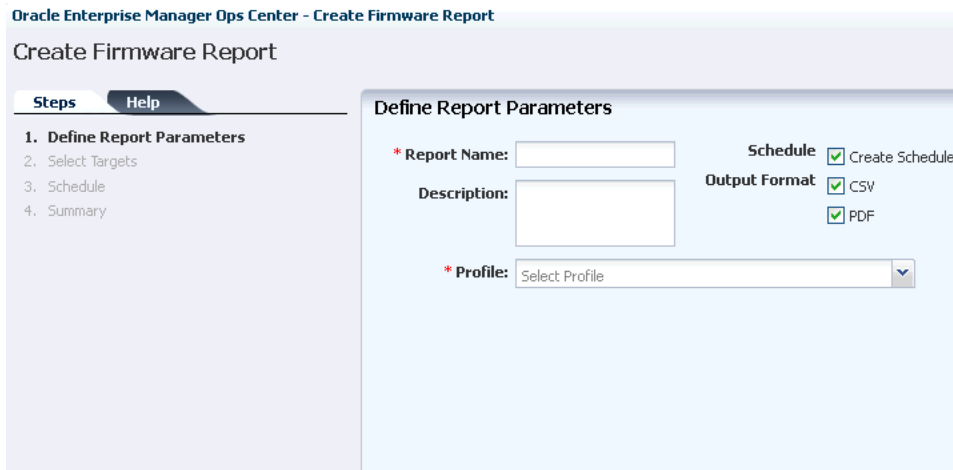 Oracle Enterprise Manager Ops Center - Create Firmware Report
Create Firmware Report
Steps
Help
1. Define Report Parameters
2. Select Targets
3. Schedule
4. Summary
Define Report Parameters
* Report Name:
Description:
* Profile: Select Profile
Schedule Create Schedule
Output Format CSV
PDF